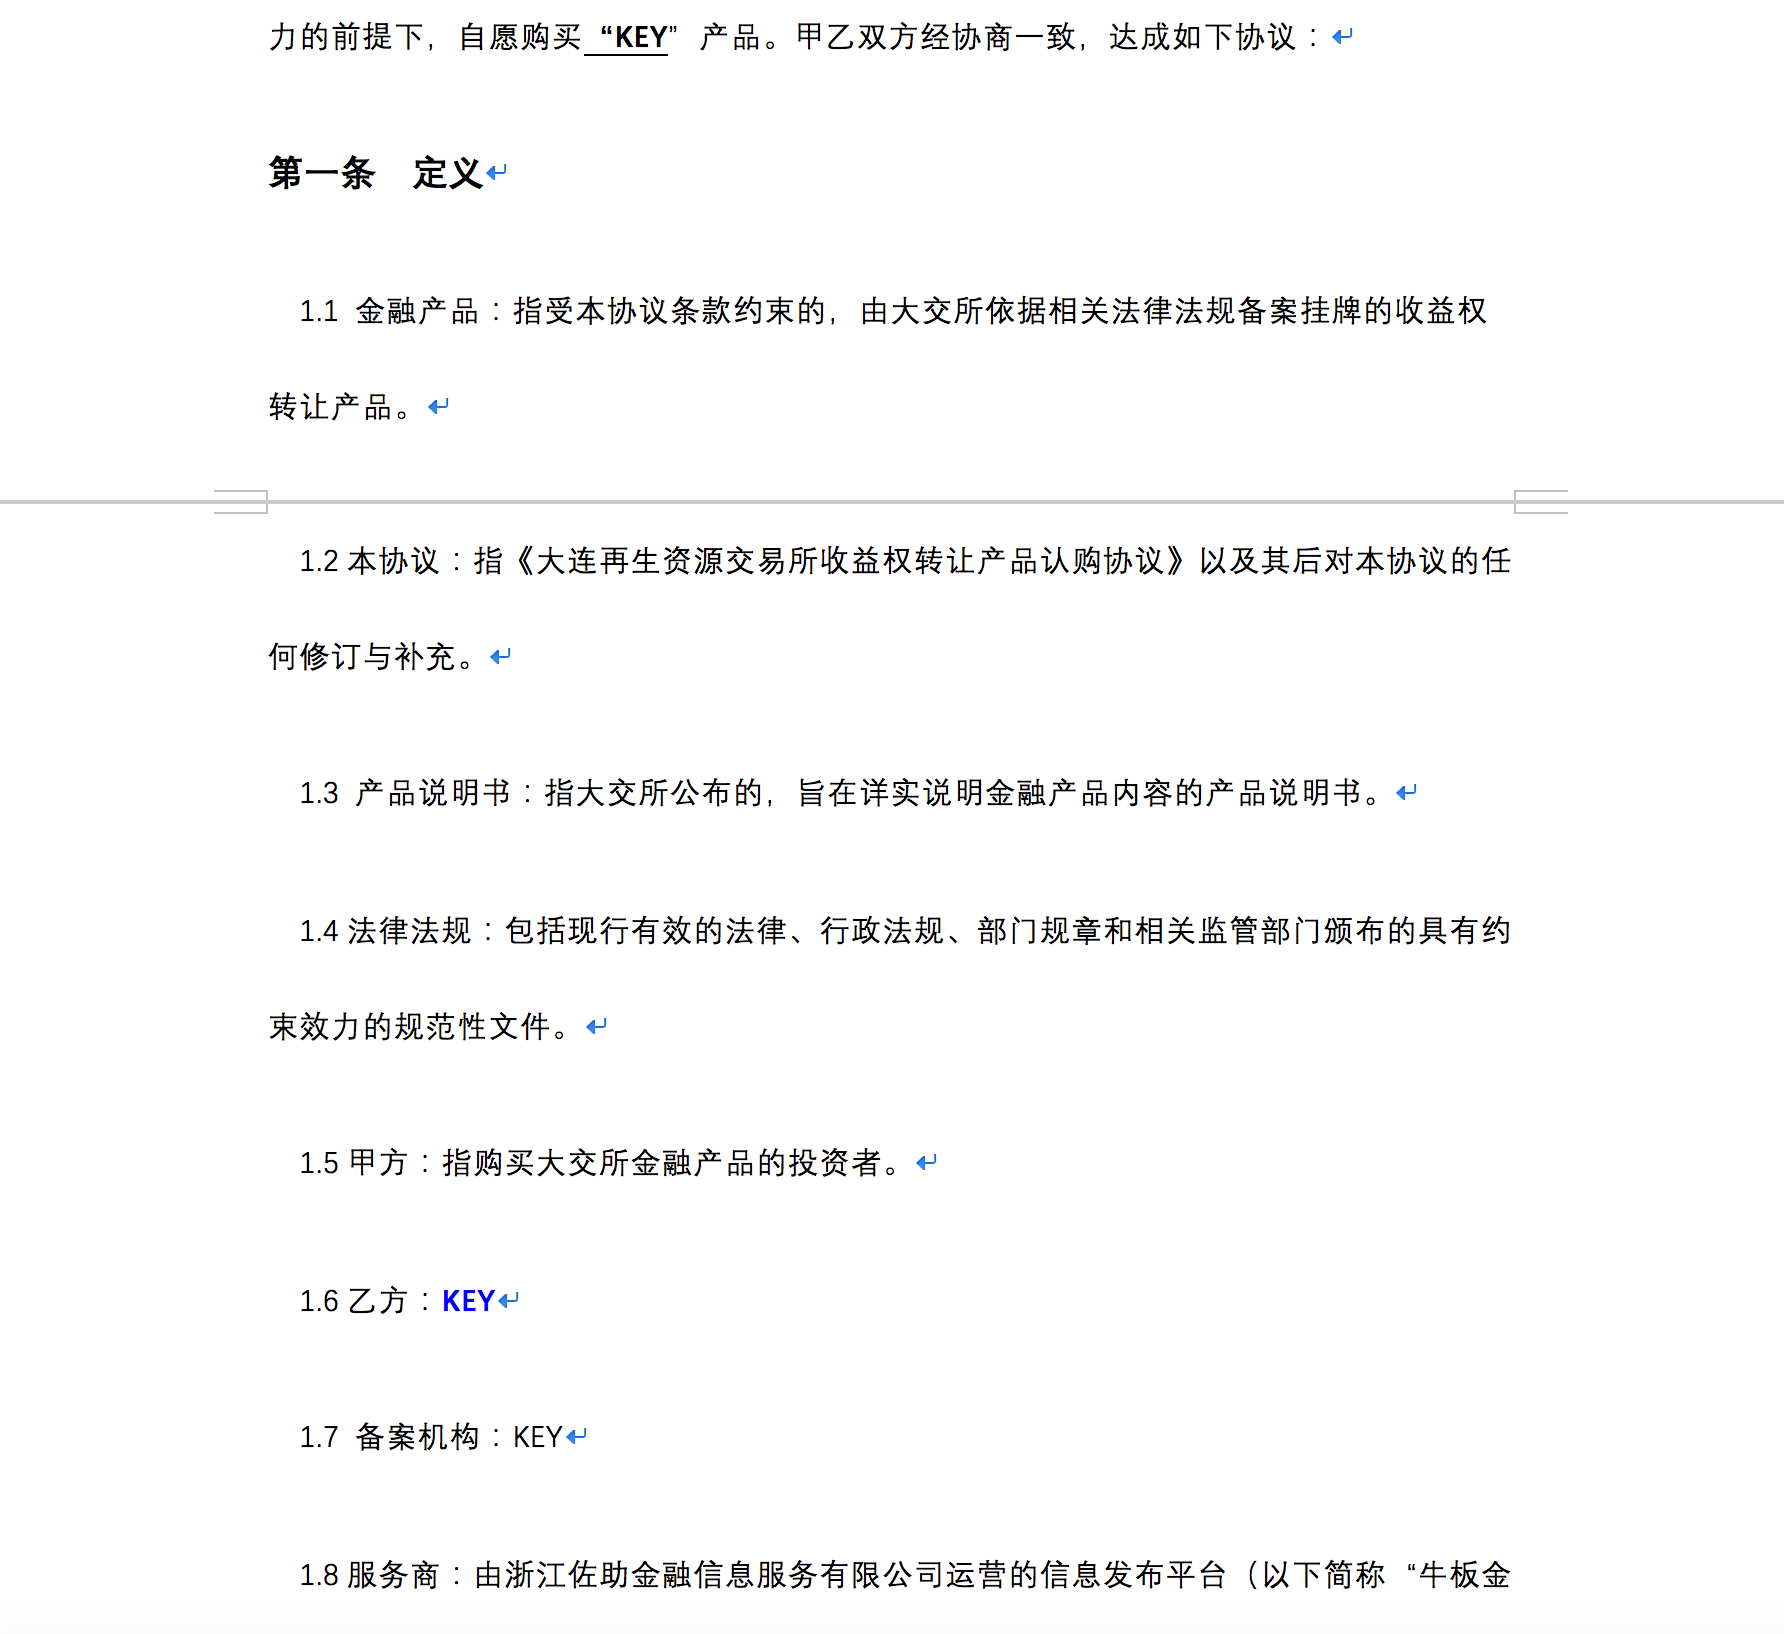 力的前提下，自愿购买 “KEY” 产品。甲乙双方经协商一致，达成如下协议：
第一条 定义
1.1 金融产品：指受本协议条款约束的，由大交所依据相关法律法规备案挂牌的收益权
转让产品。
1.2 本协议：指《大连再生资源交易所收益权转让产品认购协议》以及其后对本协议的任
何修订与补充。
1.3 产品说明书：指大交所公布的，旨在详实说明金融产品内容的产品说明书。
1.4 法律法规：包括现行有效的法律、行政法规、部门规章和相关监管部门颁布的具有约
束效力的规范性文件。
1.5 甲方：指购买大交所金融产品的投资者。
1.6 乙方：KEY
1.7 备案机构：KEY
1.8 服务商：由浙江佐助金融信息服务有限公司运营的信息发布平台（以下简称 “牛板金